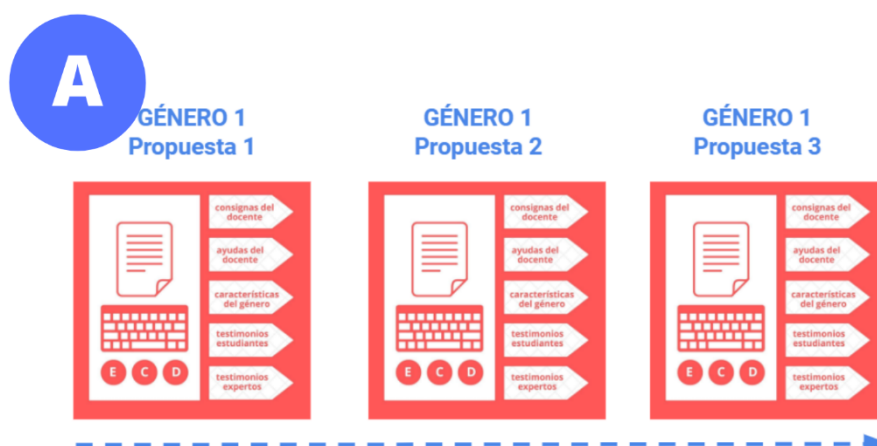 A
GÉNERO 1
Propuesta 1
GÉNERO 1
Propuesta 2
GÉNERO 1
Propuesta 3
consignas del
docente
ayudas del
docente
características
del género
testimonios
estudiantes
testimonios
expertos
E C D
consignas del
docente
ayudas del
docente
características
del género
testimonios
estudiantes
testimonios
expertos
E C D
consignas del
docente
ayudas del
docente
características
del género
testimonios
estudiantes
testimonios
expertos
E C D